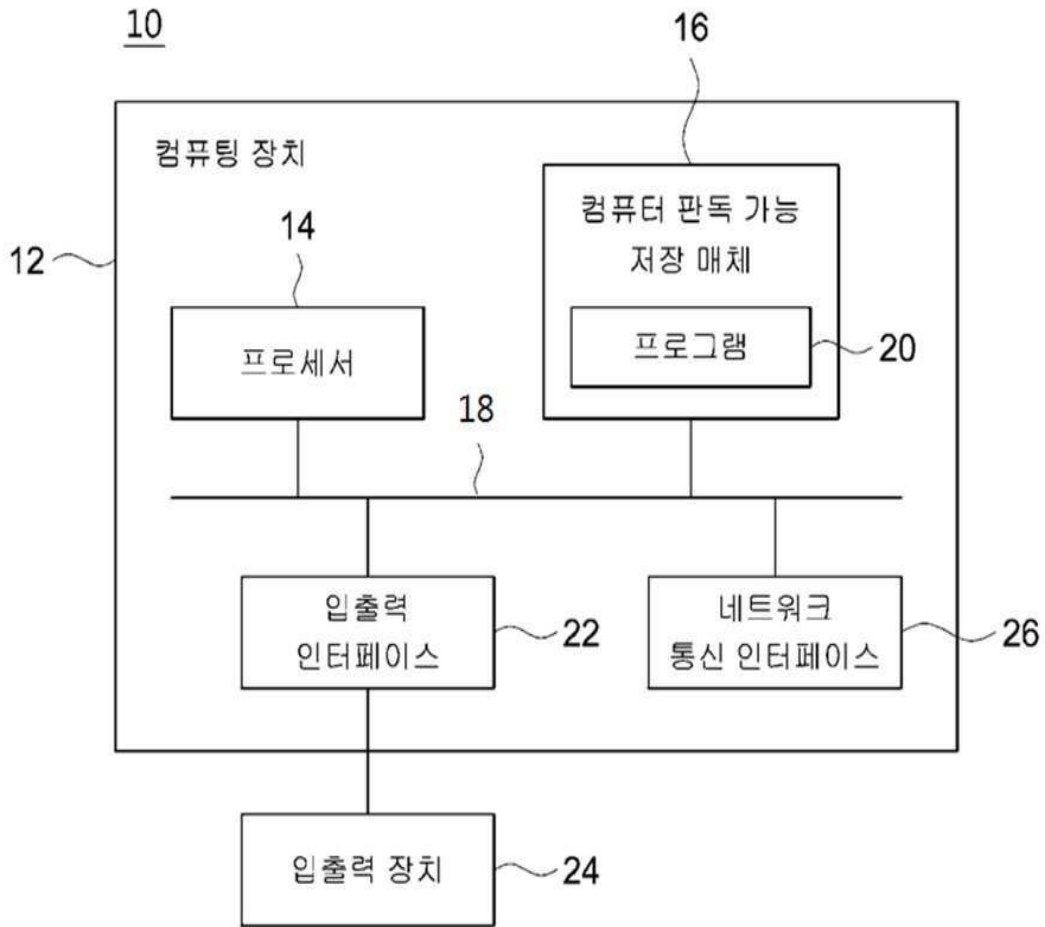 10
16
컴퓨팅 장치
컴퓨터 판독 가능
저장 매체
14
12
프로세서
프로그램
20
18
입출력
인터페이스
22
네트워크
통신 인터페이스
26
입출력 장치
24